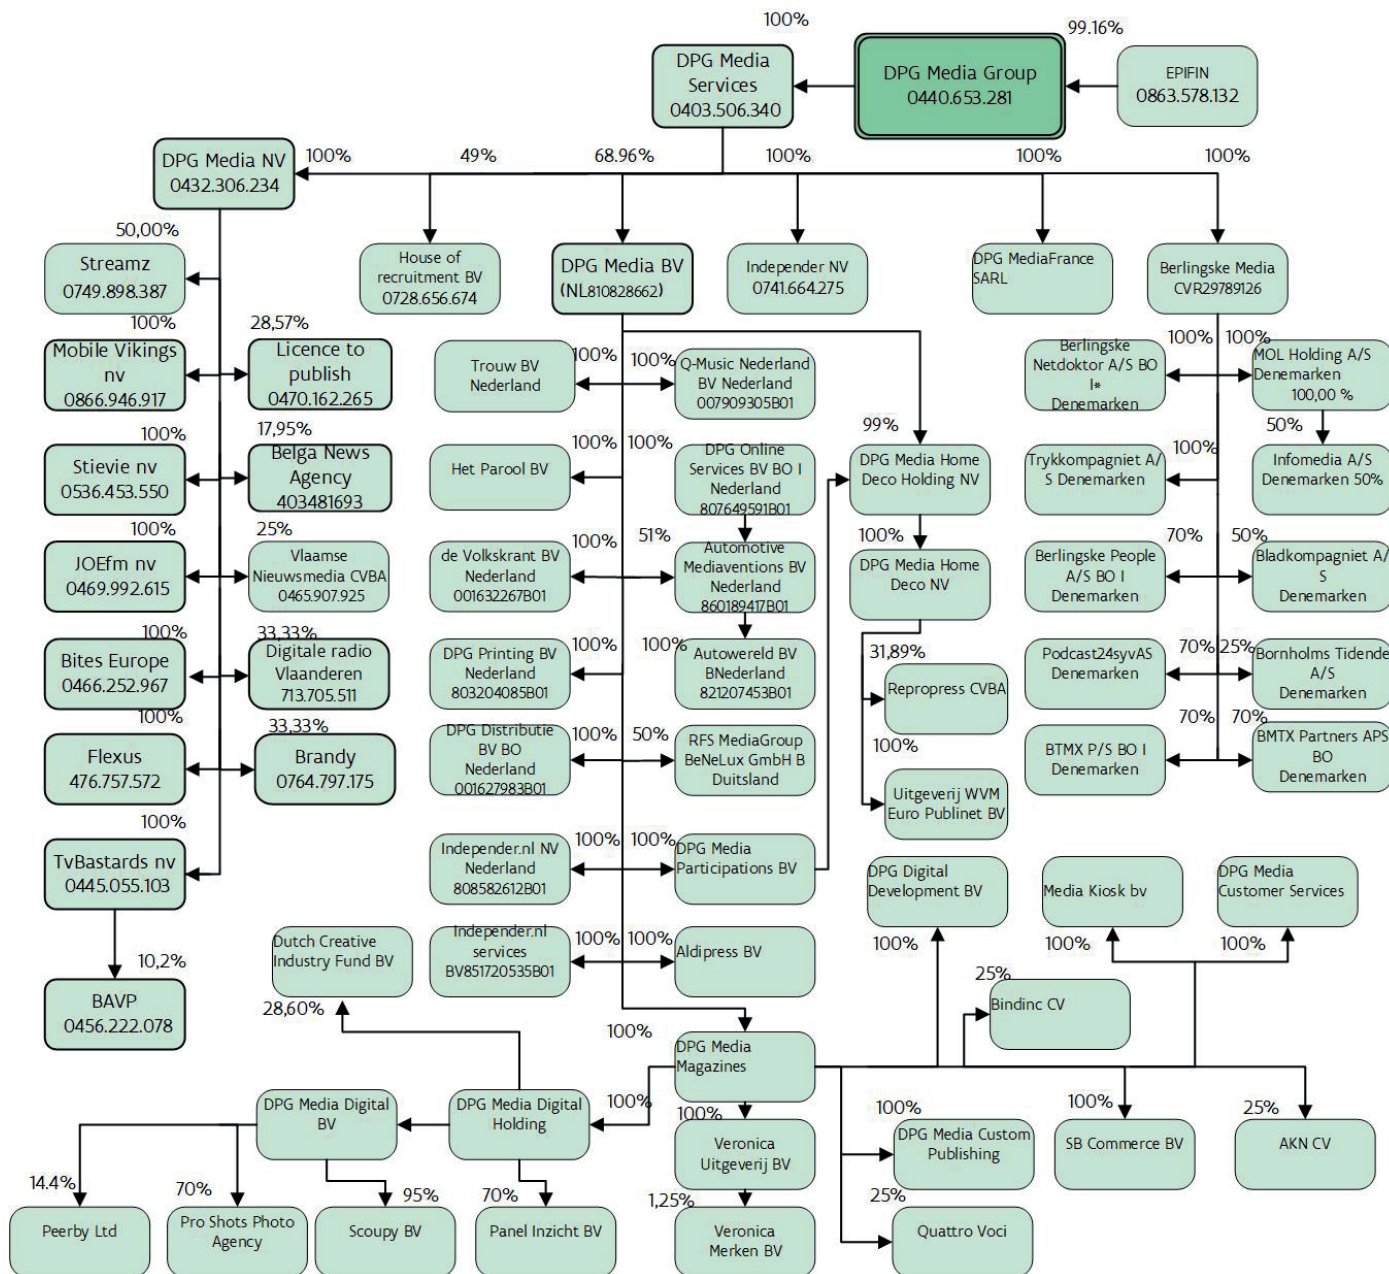 100%
99.16%
DPG Media
Services
0403.506.340
DPG Media Group
0440.653.281
EPIFIN
0863.578.132
DPG Media NV
0432.306.234
100%
49%
68.96%
100%
100%
100%
50,00%
Streamz
0749.898.387
House of
recruitment BV
0728.656.674
DPG Media BV
(NL810828662)
Independer NV
0741.664.275
DPG MediaFrance
SARL
Berlingske Media
CVR29789126
100%
Mobile Vikings
nv
0866.946.917
28,57%
Licence to
publish
0470.162.265
Trouw BV
Nederland
100%
100%
Q-Music Nederland
BV Nederland
007909305B01
Berlingske
Netdoktor A/S BO
I*
Denemarken
100%
100%
MOL Holding A/S
Denemarken
100,00 %
100%
Stievie nv
0536.453.550
17,95%
Belga News
Agency
403481693
Het Parool BV
100%
100%
DPG Online
Services BV BO I
Nederland
807649591B01
99%
DPG Media Home
Deco Holding NV
Trykkompagniet A/
S Denemarken
100%
50%
Infomedia A/S
Denemarken 50%
100%
JOEfm nv
0469.992.615
25%
Vlaamse
Nieuwsmedia CVBA
0465.907.925
de Volkskrant BV
Nederland
001632267B01
100%
51%
Automotive
Mediaventions BV
Nederland
860189417B01
100%
DPG Media Home
Deco NV
Berlingske People
A/S BO I
Denemarken
70%
50%
Bladkompagniet A/
S
Denemarken
100%
Bites Europe
0466.252.967
33,33%
Digitale radio
Vlaanderen
713.705.511
DPG Printing BV
Nederland
803204085B01
100%
100%
Autowereld BV
BNederland
821207453B01
31,89%
Repropress CVBA
Podcast24syvAS
Denemarken
70%
25%
Bornholms Tidende
A/S
Denemarken
100%
Flexus
476.757.572
33,33%
Brandy
0764.797.175
DPG Distributie
BV BO
Nederland
001627983B01
100%
50%
RFS MediaGroup
BeNeLux GmbH B
Duitsland
100%
Uitgeverij WVM
Euro Publinet BV
BTMX P/S BO I
Denemarken
70%
70%
BMTX Partners APS
BO
Denemarken
100%
TvBastards nv
0445.055.103
Independer.nl NV
Nederland
808582612B01
100%
100%
DPG Media
Participations BV
DPG Digital
Development BV
100%
Media Kiosk bv
100%
DPG Media
Customer Services
100%
10,2%
BAVP
0456.222.078
Dutch Creative
Industry Fund BV
28,60%
Independer.nl
services
BV851720535B01
100%
100%
Aldipress BV
25%
Bindinc CV
100%
DPG Media
Magazines
DPG Media Digital
BV
DPG Media Digital
Holding
100%
100%
Veronica
Uitgeverij BV
100%
DPG Media Custom
Publishing
100%
SB Commerce BV
25%
AKN CV
14.4%
Peerby Ltd
70%
Pro Shots Photo
Agency
95%
Scoupy BV
70%
Panel Inzicht BV
1,25%
Veronica
Merken BV
25%
Quattro Voci